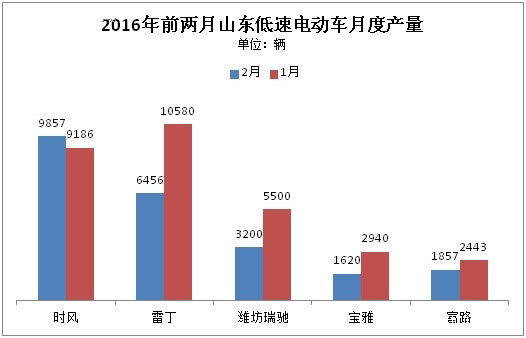 2016年前两月山东低速电动车月度产量
单位：辆
2月 1月
9857 9186 6456 10580 3200 5500 1620 2940 1857 2443
时风 雷丁 潍坊瑞驰 宝雅 富路